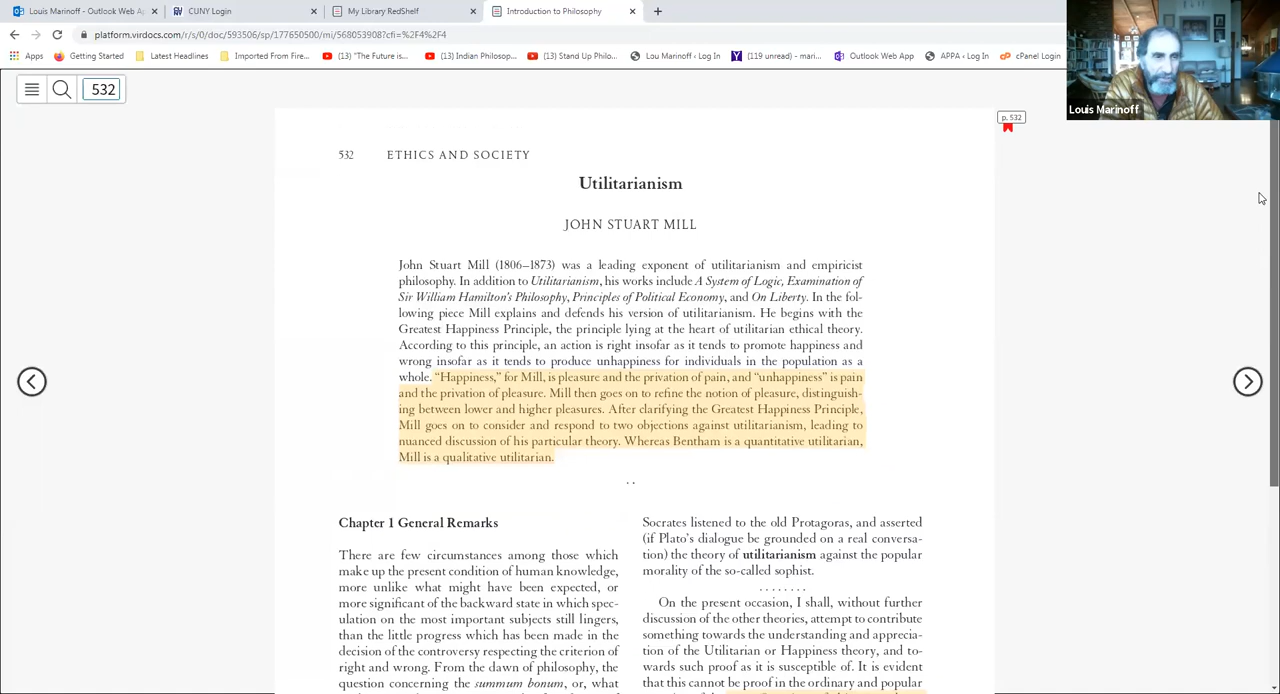 Louis Marinoff - Outlook Web A
CUNY Login
My Library RedShelf
Introduction to Philosophy
platform.virdocs.com/r/s/0/doc/593506/sp/177650500/mi/568053908?cfi=%2F4%2F4
Apps
Getting Started
Latest Headlines
Imported From Fire...
(13) "The Future is...
(13) Indian Philosop...
(13) Stand Up Philo...
Lou Marinoff ‹ Log In
[119 unread) - mari...
Outlook Web App
APPA ‹ Log In
cPanel Login
Louis Marinoff
532
p. 532
532 ETHICS AND SOCIETY
Utilitarianism
JOHN STUART MILL
John Stuart Mill (1806–1873) was a leading exponent of utilitarianism and empiricist
philosophy. In addition to Utilitarianism, his works include A System of Logic, Examination of
Sir William Hamilton's Philosophy, Principles of Political Economy, and On Liberty. In the fol-
lowing piece Mill explains and defends his version of utilitarianism. He begins with the
Greatest Happiness Principle, the principle lying at the heart of utilitarian ethical theory.
According to this principle, an action is right insofar as it tends to promote happiness and
wrong insofar as it tends to produce unhappiness for individuals in the population as a
whole. "Happiness," for Mill, is pleasure and the privation of pain, and "unhappiness" is pain
and the privation of pleasure. Mill then goes on to refine the notion of pleasure, distinguish-
ing between lower and higher pleasures. After clarifying the Greatest Happiness Principle,
Mill goes on to consider and respond to two objections against utilitarianism, leading to
nuanced discussion of his particular theory. Whereas Bentham is a quantitative utilitarian,
Mill is a qualitative utilitarian.
. .
Chapter 1 General Remarks
There are few circumstances among those which
make up the present condition of human knowledge,
more unlike what might have been expected, or
more significant of the backward state in which spec-
ulation on the most important subjects still lingers,
than the little progress which has been made in the
decision of the controversy respecting the criterion of
right and wrong. From the dawn of philosophy, the
question concerning the summum bonum, or, what
Socrates listened to the old Protagoras, and asserted
(if Plato's dialogue be grounded on a real conversa-
tion) the theory of utilitarianism against the popular
morality of the so-called sophist.
. . . . . . . .
On the present occasion, I shall, without further
discussion of the other theories, attempt to contribute
something towards the understanding and apprecia-
tion of the Utilitarian or Happiness theory, and to-
wards such proof as it is susceptible of. It is evident
that this cannot be proof in the ordinary and popular